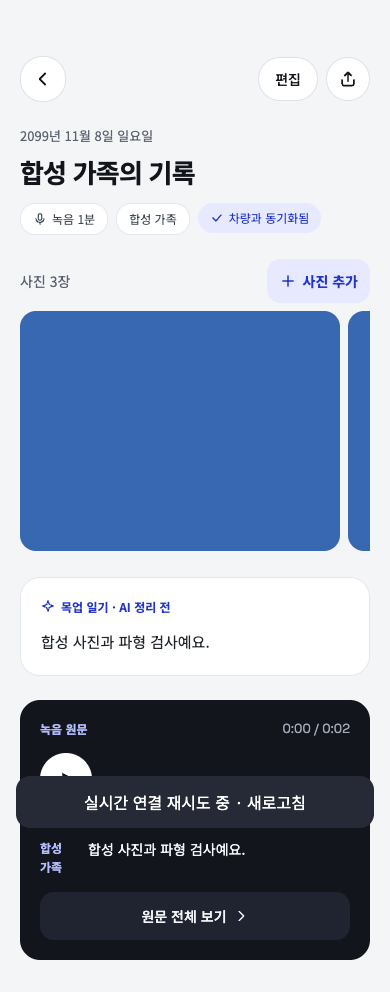 편집
2099년 11월 8일 일요일
합성 가족의 기록
녹음 1분
합성 가족
차량과 동기화됨
사진 3장
사진 추가
목업 일기 · AI 정리 전
합성 사진과 파형 검사예요.
녹음 원문
0:00 / 0:02
실시간 연결 재시도 중 · 새로고침
합성
가족
합성 사진과 파형 검사예요.
원문 전체 보기